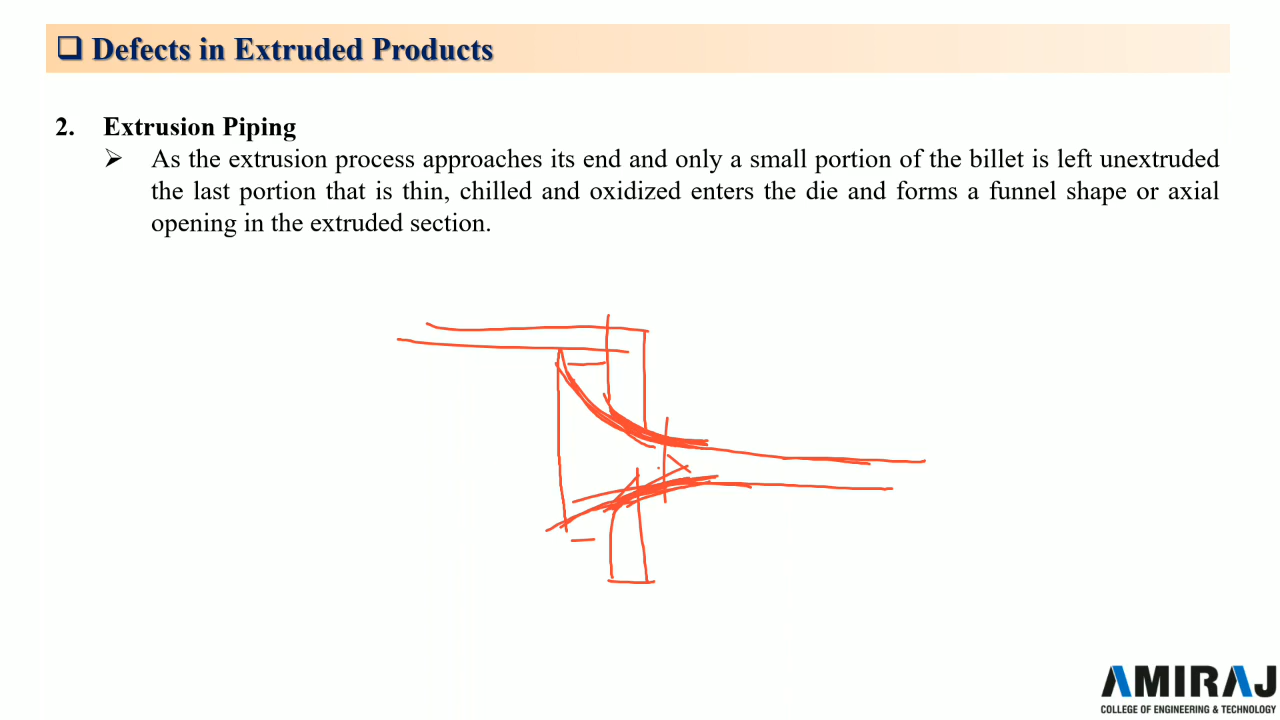 ❑ Defects in Extruded Products
2. Extrusion Piping
➢ As the extrusion process approaches its end and only a small portion of the billet is left unextruded
the last portion that is thin, chilled and oxidized enters the die and forms a funnel shape or axial
opening in the extruded section.
AMIRAJ
COLLEGE OF ENGINEERING & TECHNOLOGY